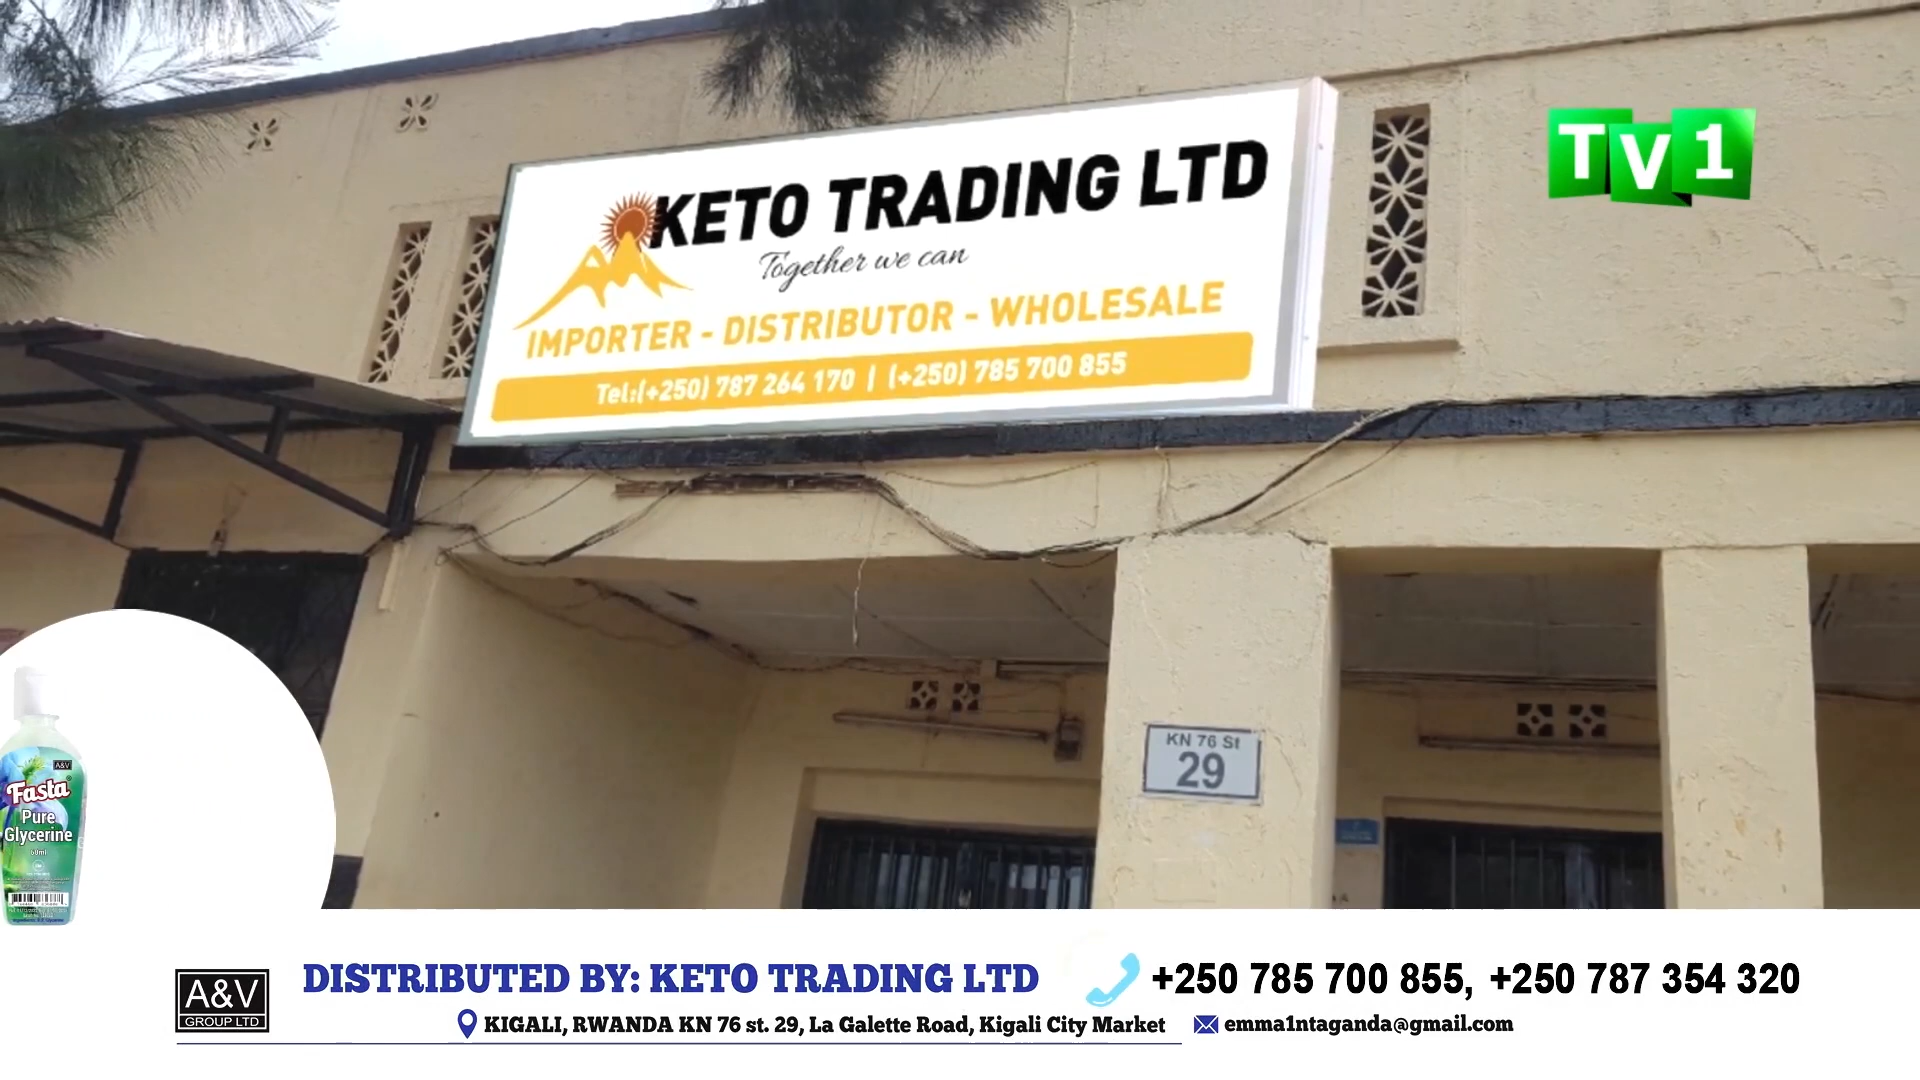 TV1
KETO TRADING LTD
Together we can
IMPORTER - DISTRIBUTOR - WHOLESALE
Tel:(+250) 787 264 170 | (+250) 785 700 855
KN 76 St
29
A&V
Fasta
Pure
Glycerine
60ml
A&V
GROUP LTD
DISTRIBUTED BY: KETO TRADING LTD
+250 785 700 855, +250 787 354 320
KIGALI, RWANDA KN 76 st. 29, La Galette Road, Kigali City Market
emma1ntaganda@gmail.com